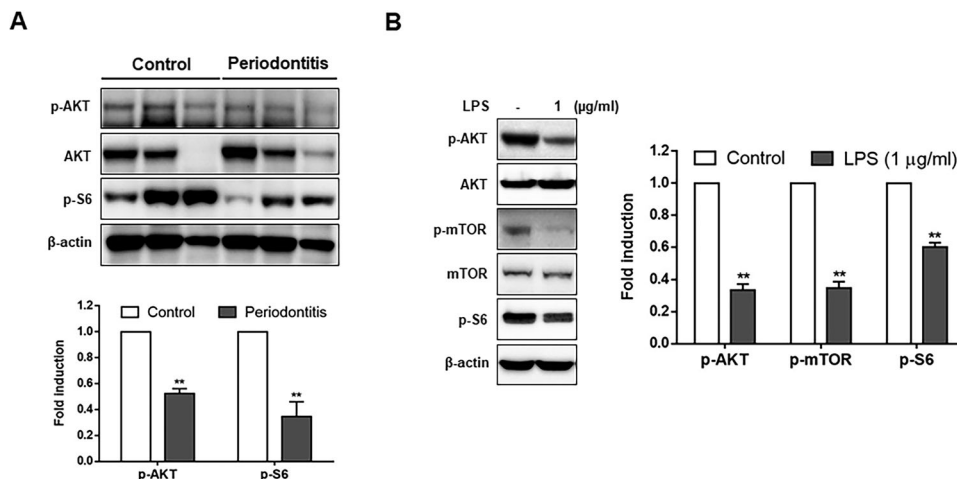 A
Control Periodontitis
p-AKT
AKT
p-S6
β-actin
Control Periodontitis
Fold induction
1.2
1.0
0.8
0.6
0.4
0.2
0.0
**
**
p-AKT p-S6
B
LPS - 1 (μg/ml)
p-AKT
AKT
p-mTOR
mTOR
p-S6
β-actin
Control LPS (1 μg/ml)
Fold induction
1.2
1.0
0.8
0.6
0.4
0.2
0.0
**
**
**
p-AKT p-mTOR p-S6